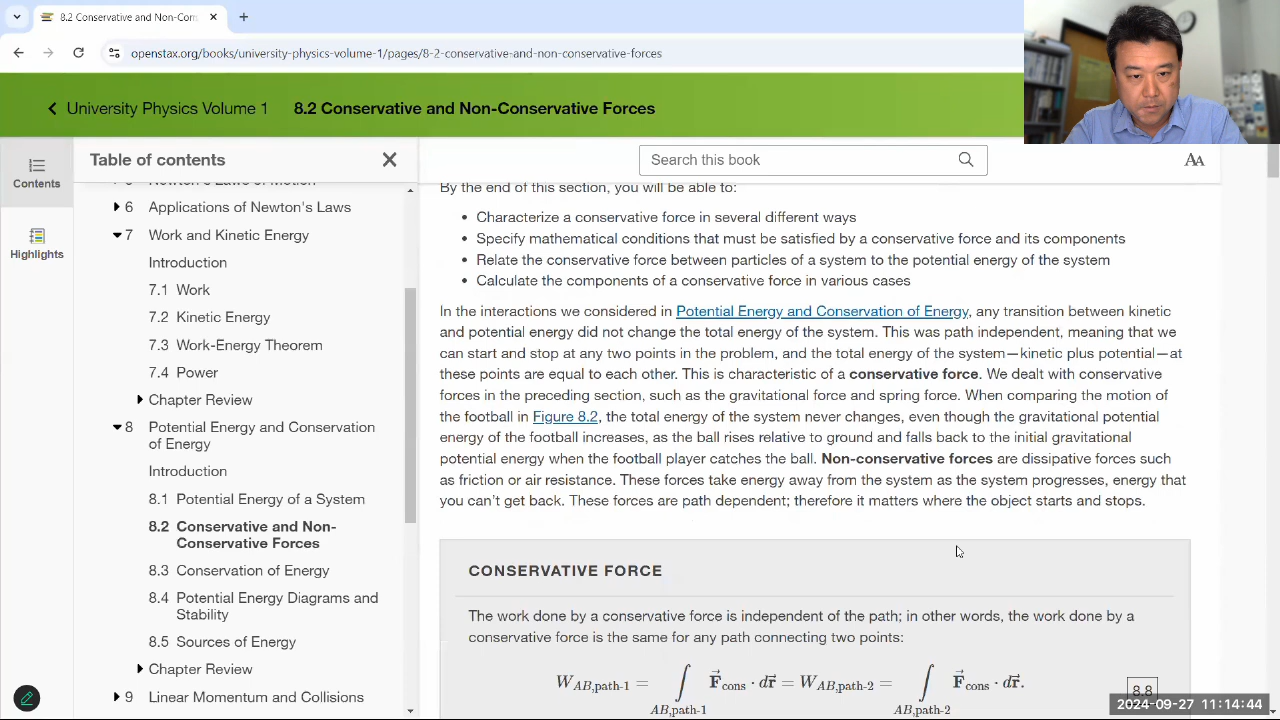 8.2 Conservative and Non-Con
openstax.org/books/university-physics-volume-1/pages/8-2-conservative-and-non-conservative-forces
University Physics Volume 1 8.2 Conservative and Non-Conservative Forces
Contents
Highlights
Table of contents
6 Applications of Newton's Laws
7 Work and Kinetic Energy
Introduction
7.1 Work
7.2 Kinetic Energy
7.3 Work-Energy Theorem
7.4 Power
Chapter Review
8 Potential Energy and Conservation
of Energy
Introduction
8.1 Potential Energy of a System
8.2 Conservative and Non-
Conservative Forces
8.3 Conservation of Energy
8.4 Potential Energy Diagrams and
Stability
8.5 Sources of Energy
Chapter Review
9 Linear Momentum and Collisions
Search this book
AA
By the end of this section, you will be able to:
• Characterize a conservative force in several different ways
• Specify mathematical conditions that must be satisfied by a conservative force and its components
• Relate the conservative force between particles of a system to the potential energy of the system
• Calculate the components of a conservative force in various cases
In the interactions we considered in Potential Energy and Conservation of Energy, any transition between kinetic
and potential energy did not change the total energy of the system. This was path independent, meaning that we
can start and stop at any two points in the problem, and the total energy of the system—kinetic plus potential—at
these points are equal to each other. This is characteristic of a conservative force. We dealt with conservative
forces in the preceding section, such as the gravitational force and spring force. When comparing the motion of
the football in Figure 8.2, the total energy of the system never changes, even though the gravitational potential
energy of the football increases, as the ball rises relative to ground and falls back to the initial gravitational
potential energy when the football player catches the ball. Non-conservative forces are dissipative forces such
as friction or air resistance. These forces take energy away from the system as the system progresses, energy that
you can’t get back. These forces are path dependent; therefore it matters where the object starts and stops.
CONSERVATIVE FORCE
The work done by a conservative force is independent of the path; in other words, the work done by a
conservative force is the same for any path connecting two points:
W_AB,path-1 = ∫_AB,path-1 F⃗_cons · dr⃗ = W_AB,path-2 = ∫_AB,path-2 F⃗_cons · dr⃗.
8.8
2024-09-27 11:14:44